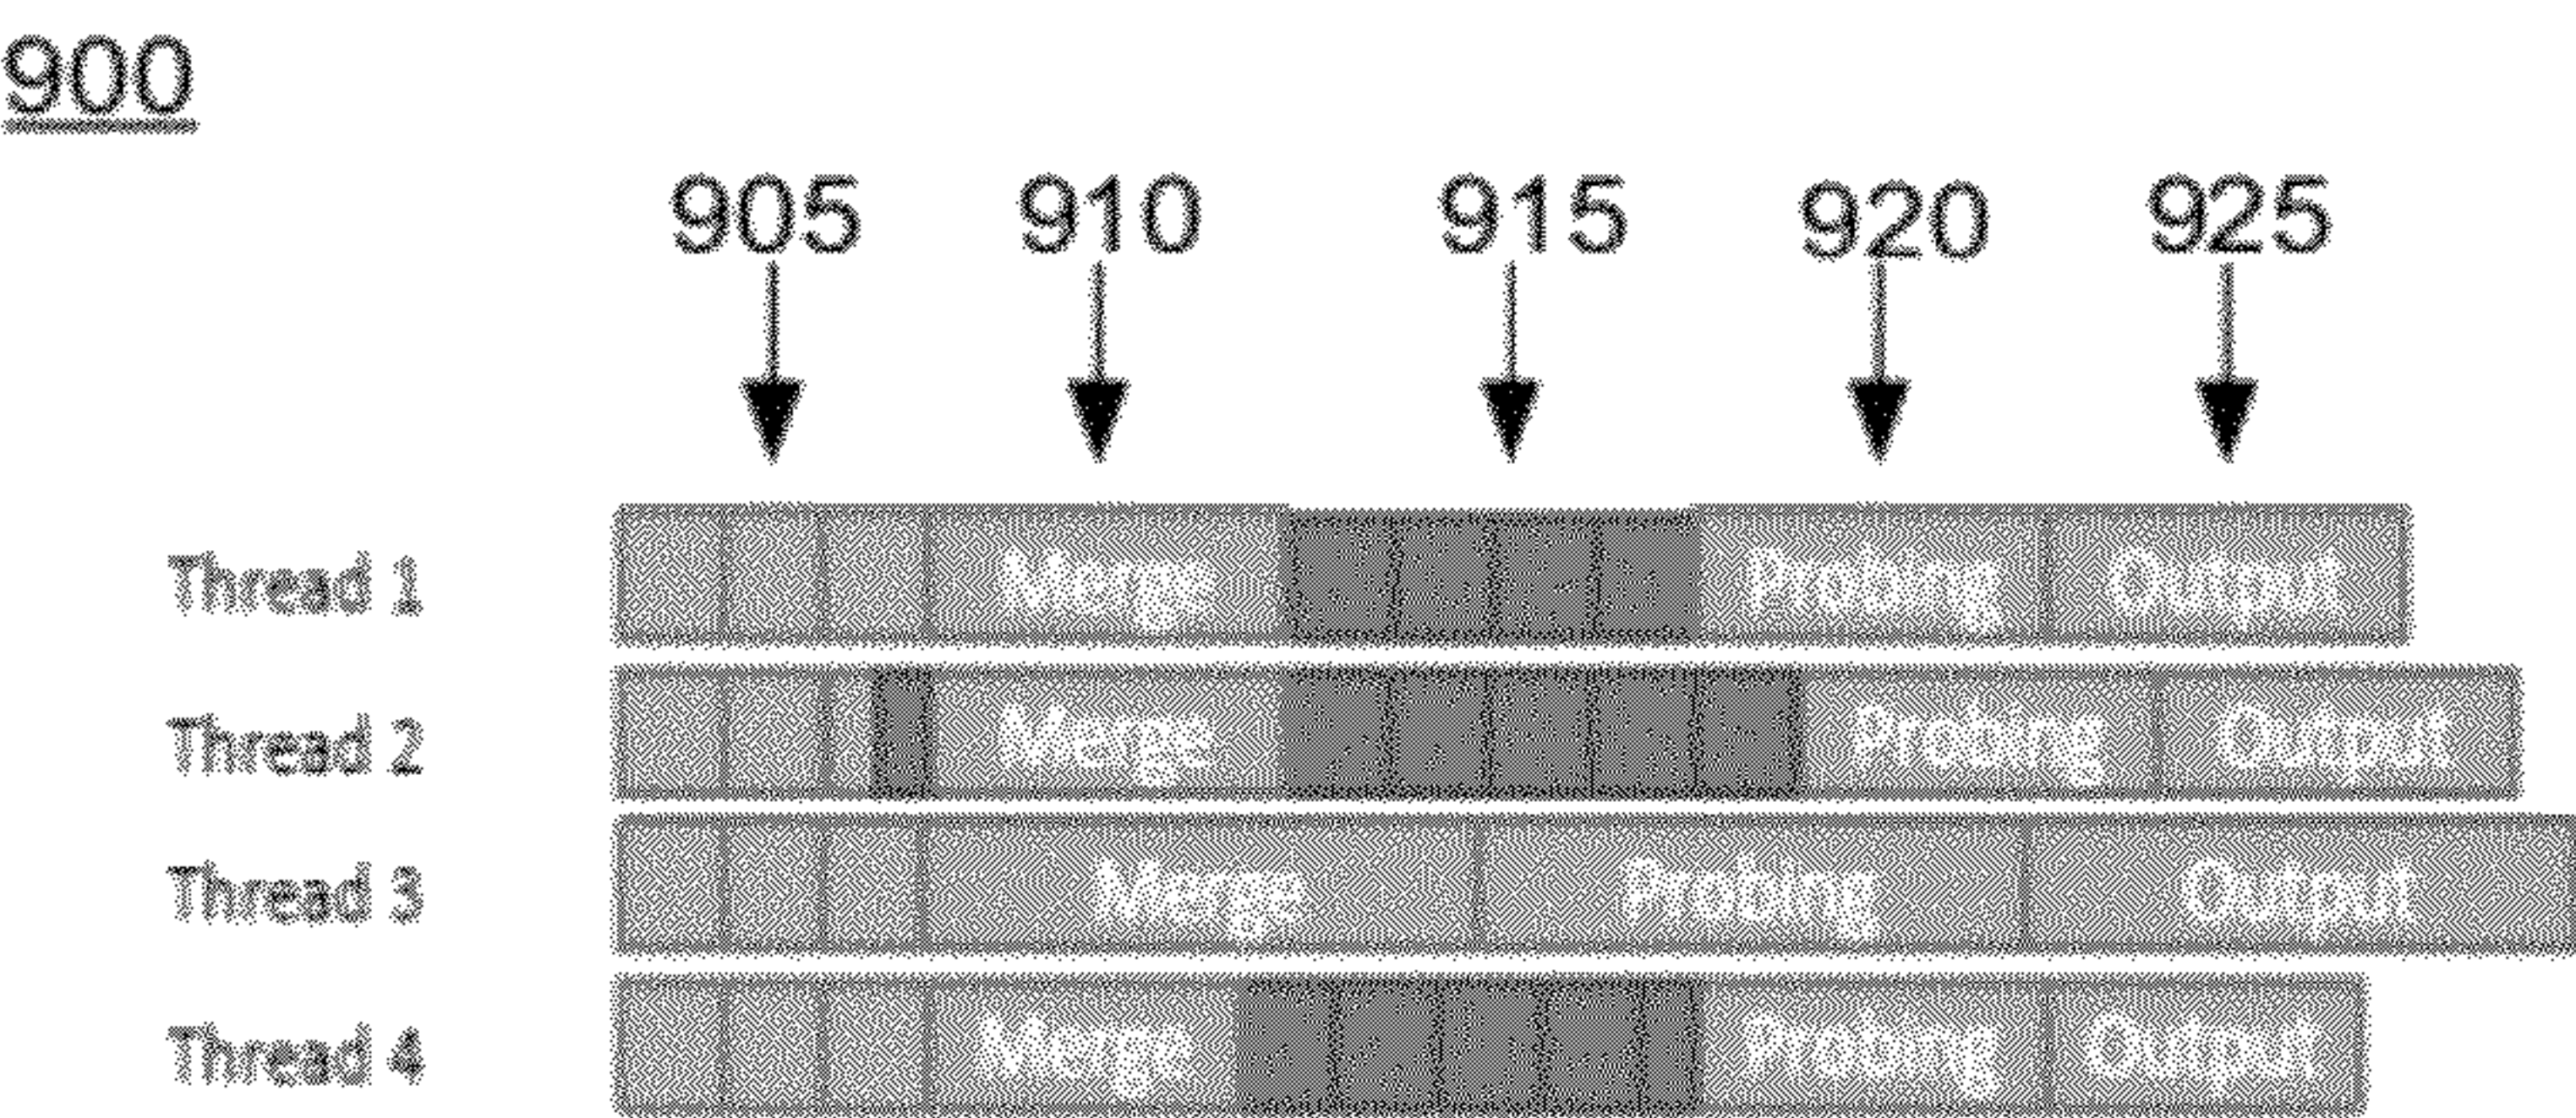 900
905 910 915 920 925
Thread 1 Merge Probing Output
Thread 2 Merge Probing Output
Thread 3 Merge Probing Output
Thread 4 Merge Probing Output